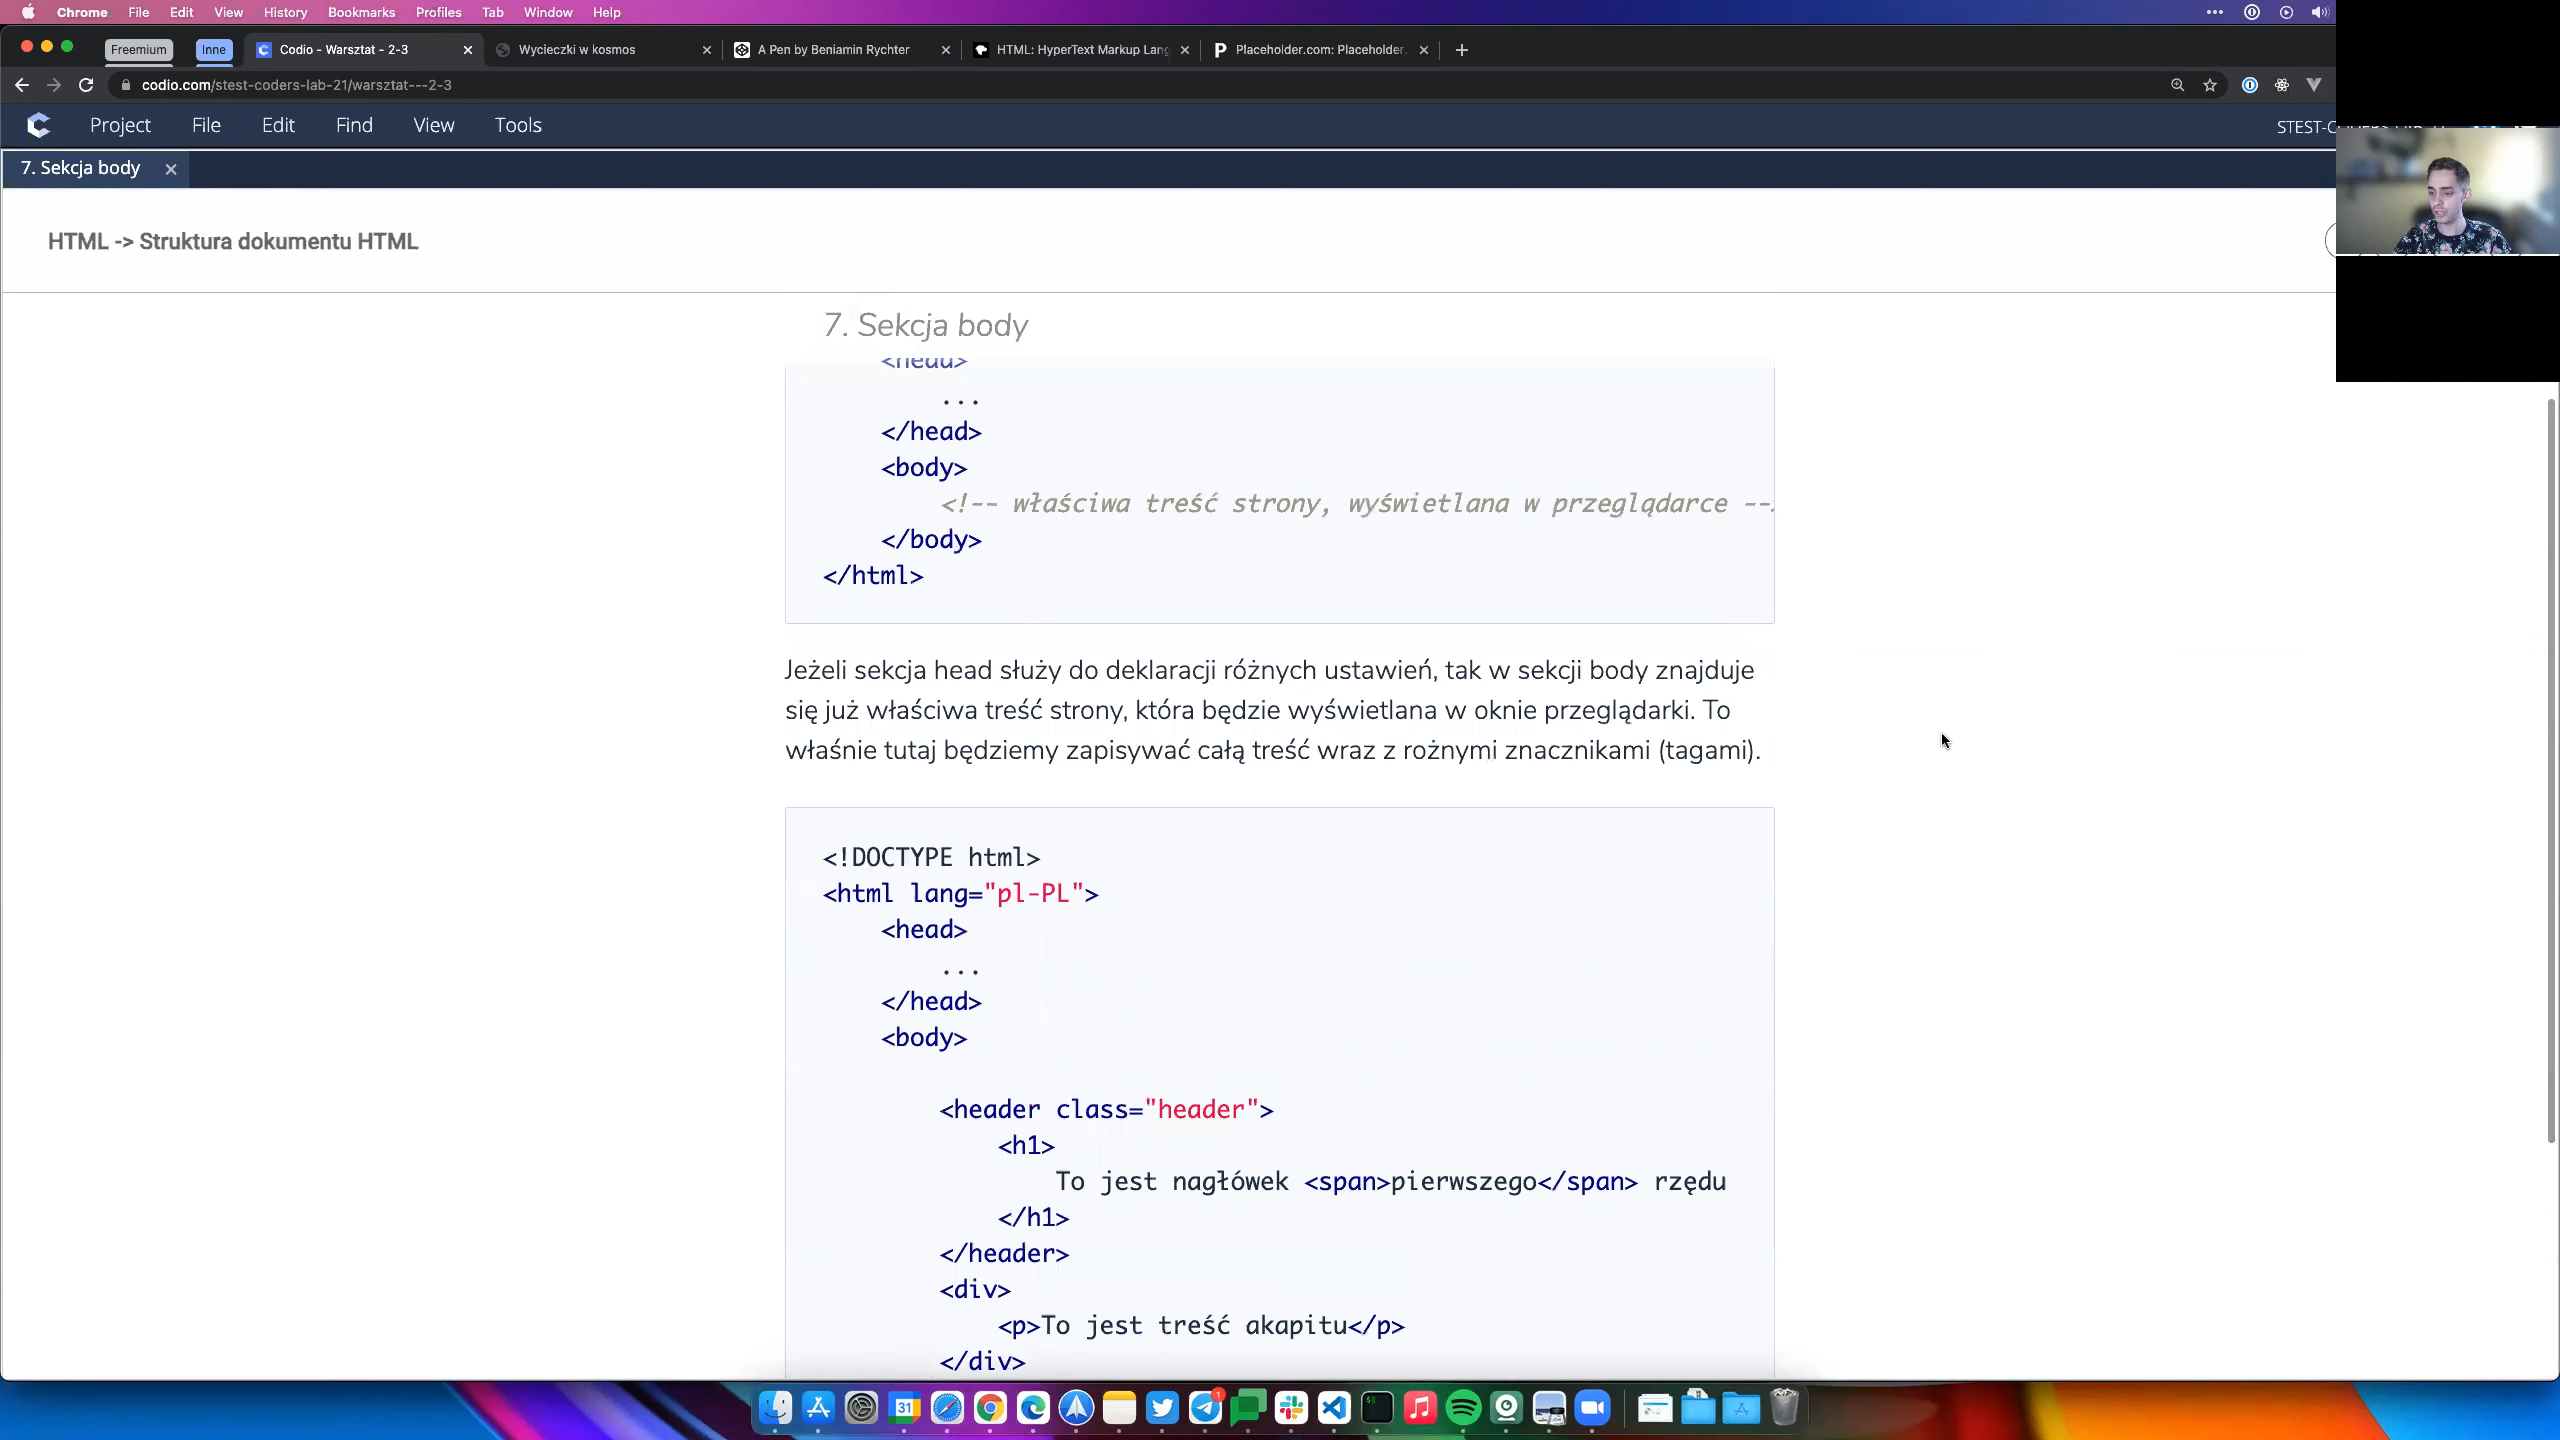 Chrome File Edit View History Bookmarks Profiles Tab Window Help
Freemium Inne Codio - Warsztat - 2-3 Wycieczki w kosmos A Pen by Beniamin Rychter HTML: HyperText Markup Lang Placeholder.com: Placeholder.
codio.com/stest-coders-lab-21/warsztat---2-3
Project File Edit Find View Tools
7. Sekcja body
HTML -> Struktura dokumentu HTML
7. Sekcja body
<head>
...
</head>
<body>
<!-- właściwa treść strony, wyświetlana w przeglądarce --
</body>
</html>
Jeżeli sekcja head służy do deklaracji różnych ustawień, tak w sekcji body znajduje
się już właściwa treść strony, która będzie wyświetlana w oknie przeglądarki. To
właśnie tutaj będziemy zapisywać całą treść wraz z rożnymi znacznikami (tagami).
<!DOCTYPE html>
<html lang="pl-PL">
<head>
...
</head>
<body>
<header class="header">
<h1>
To jest nagłówek <span>pierwszego</span> rzędu
</h1>
</header>
<div>
<p>To jest treść akapitu</p>
</div>
31
1